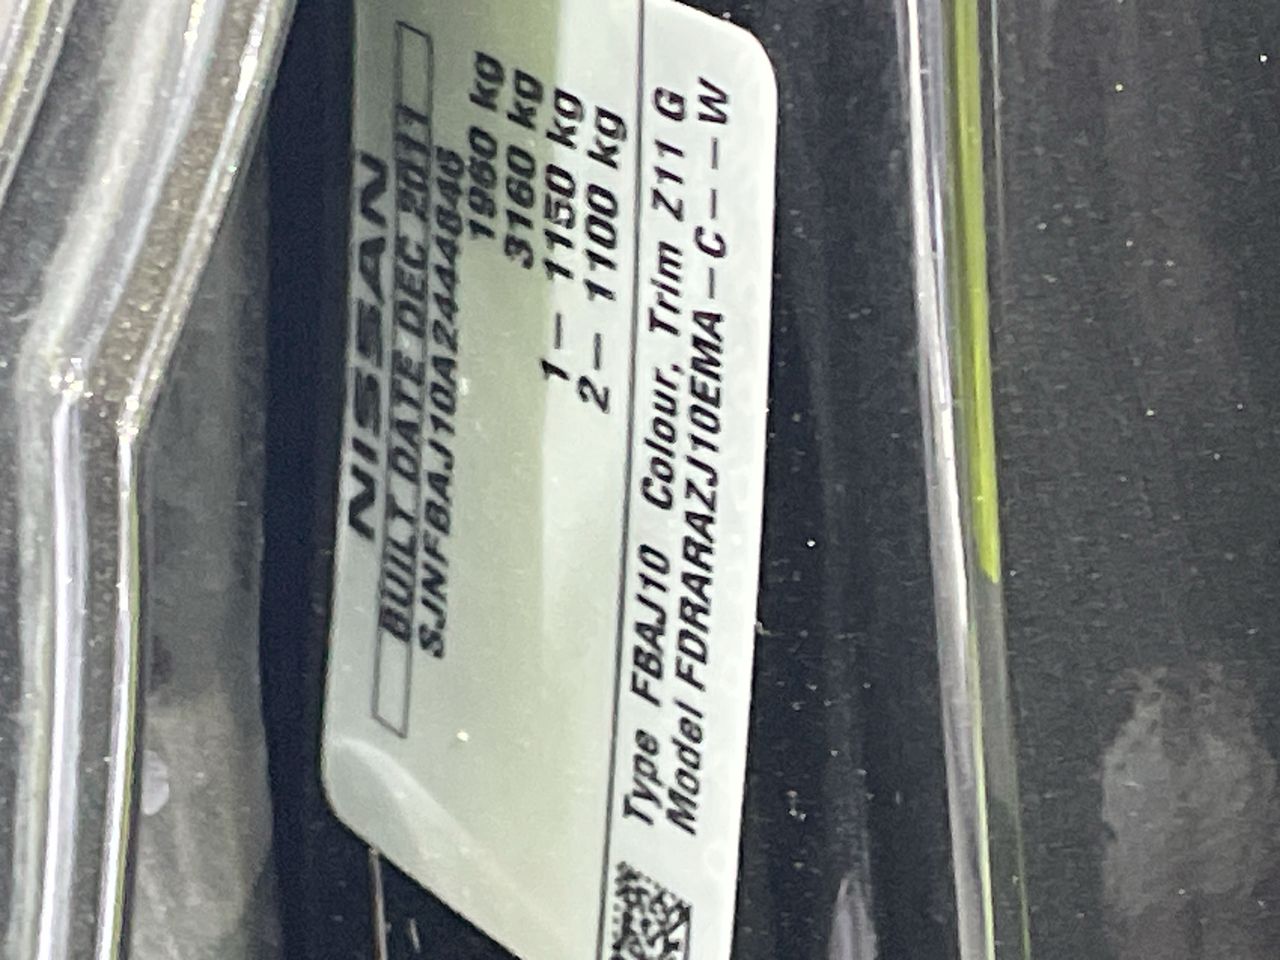 NISSAN
BUILT DATE DEC 2011
SJNFBAJ10A2444846
1960 kg
3160 kg
1– 1150 kg
2– 1100 kg
Type FBAJ10 Colour, Trim Z11 G
Model FDRARAZJ10EMA–C–––W